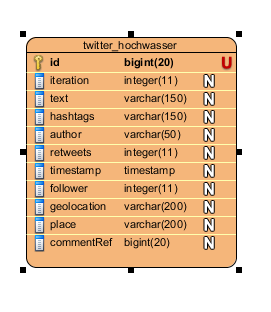 twitter_hochwasser
id bigint(20) U
iteration integer(11) N
text varchar(150) N
hashtags varchar(150) N
author varchar(50) N
retweets integer(11) N
timestamp timestamp N
follower integer(11) N
geolocation varchar(200) N
place varchar(200) N
commentRef bigint(20) N